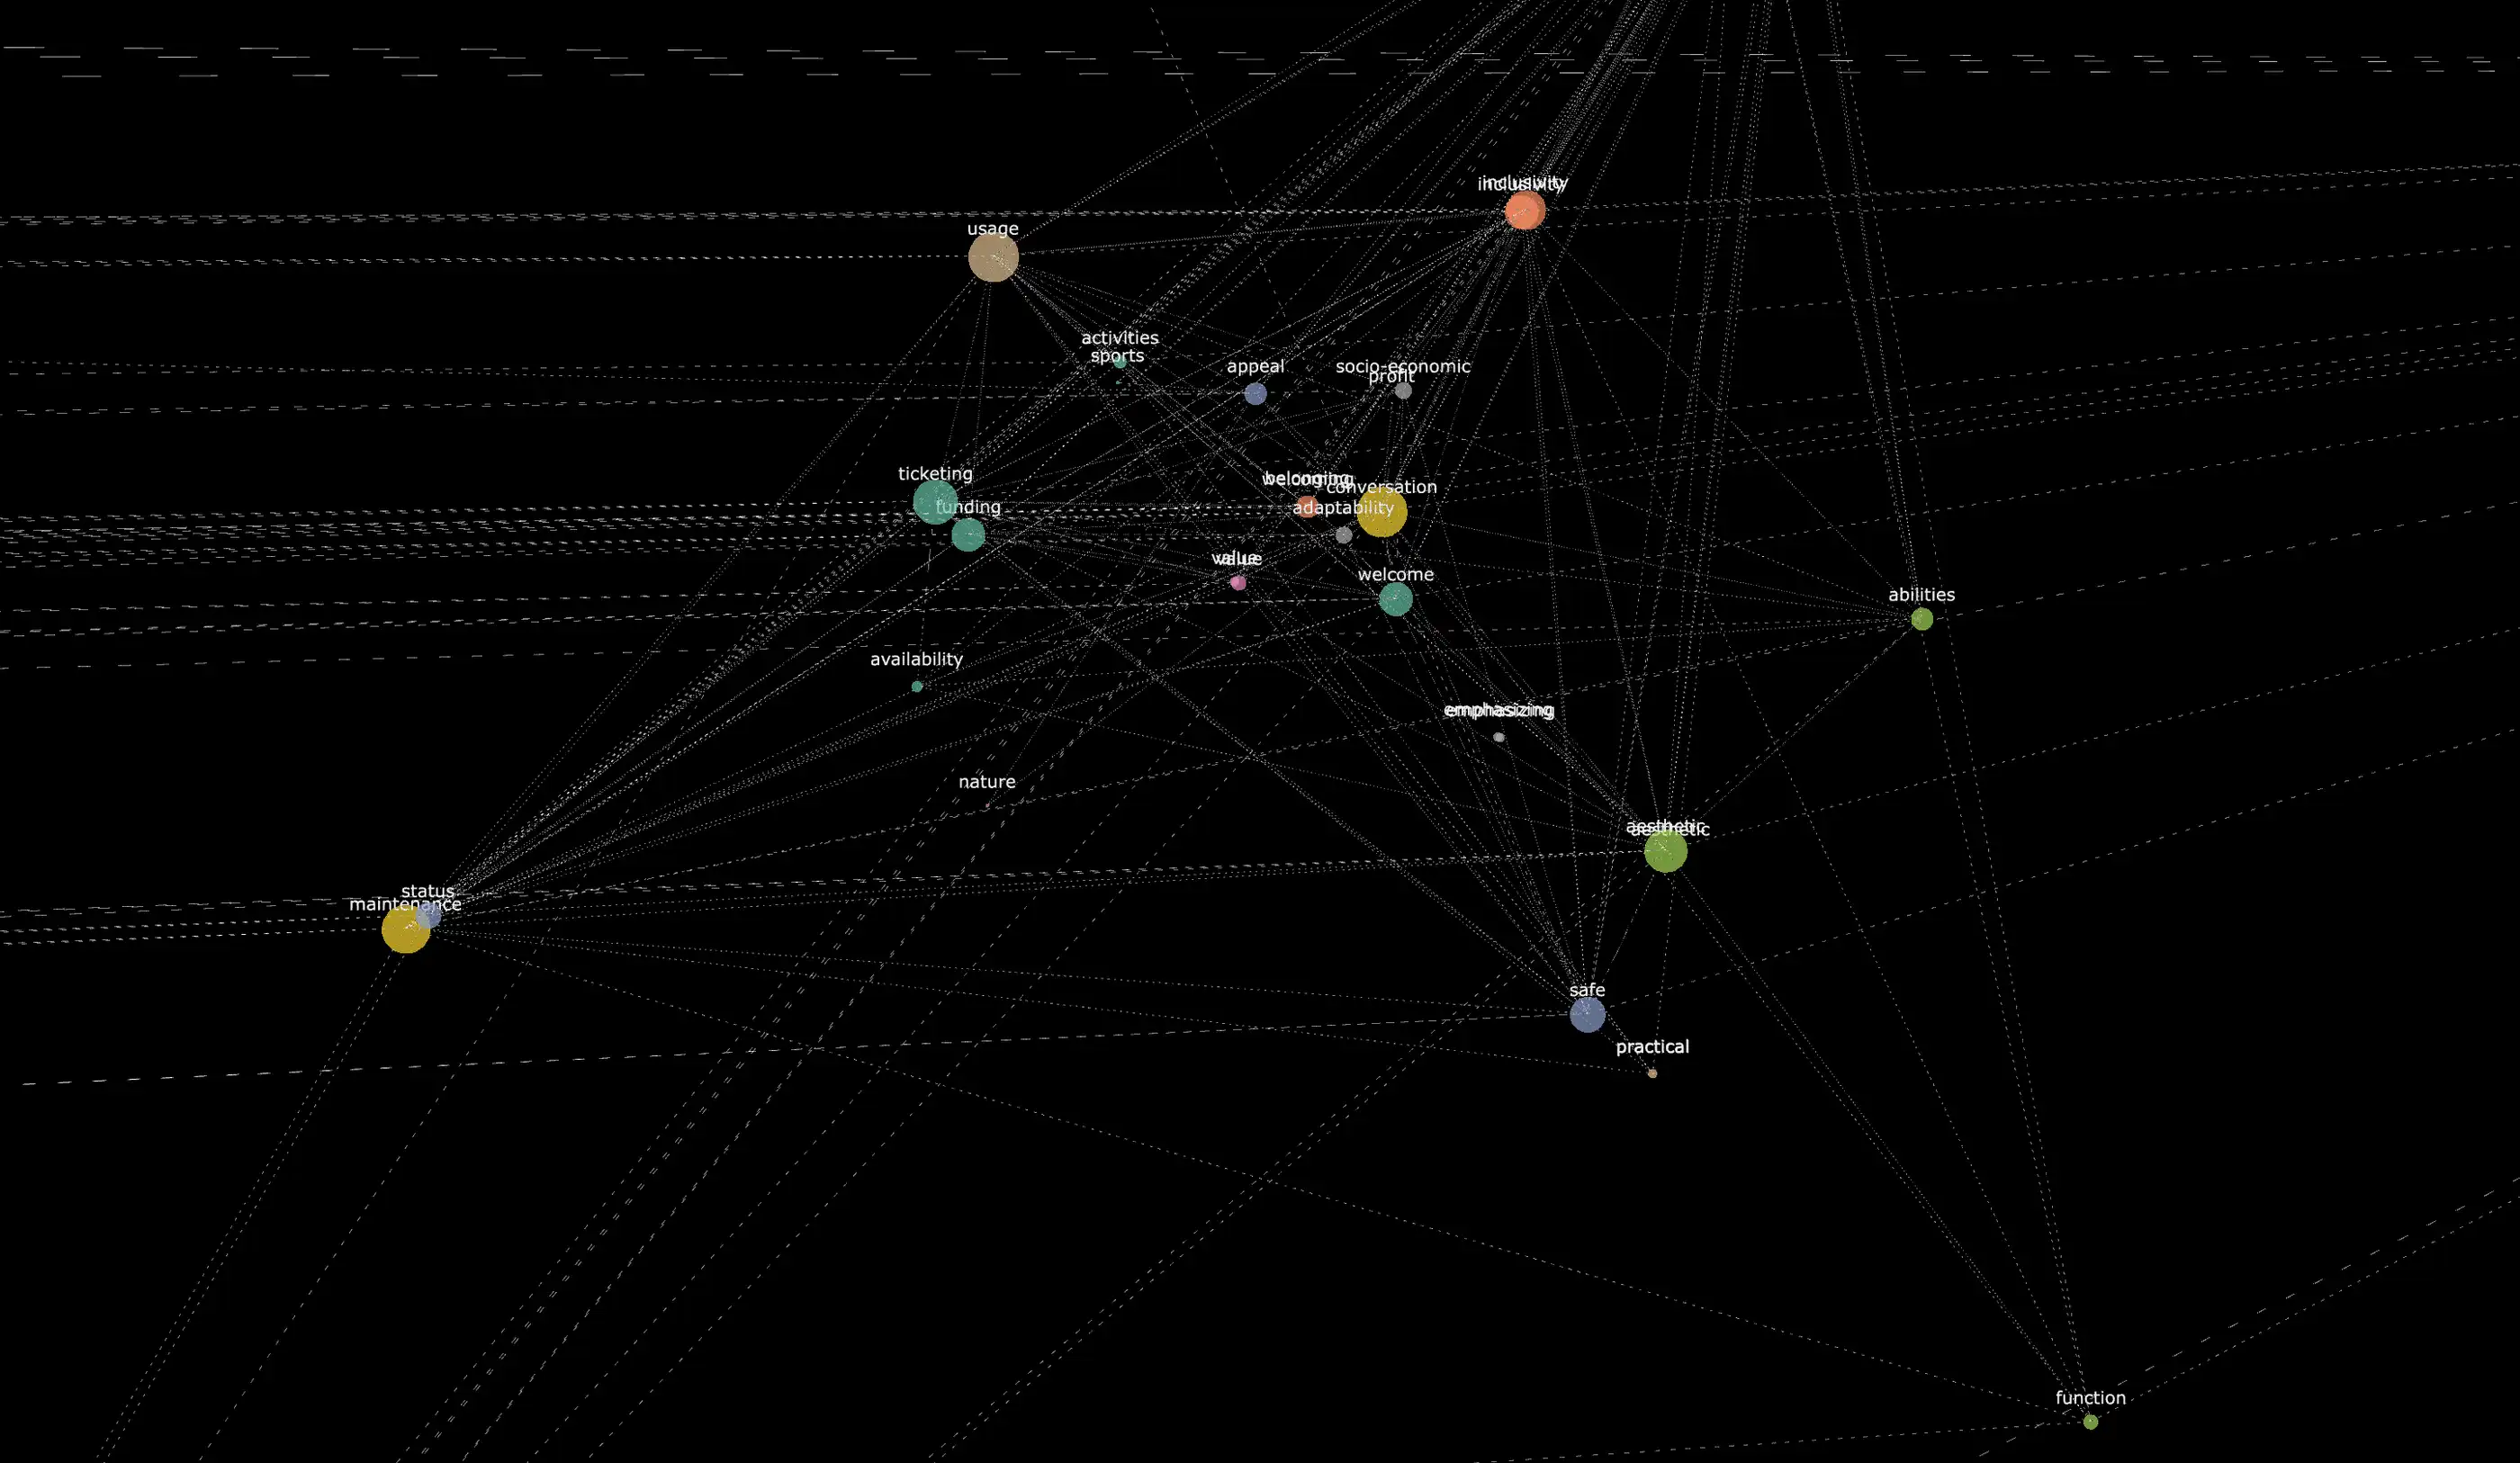 inclusivity
inclusivity
usage
activities
sports
appeal
socio-economic
profit
ticketing
belonging
welcoming
conversation
funding
adaptability
value
value
welcome
abilities
availability
emphasizing
emphasizing
nature
aesthetic
aesthetic
status
maintenance
safe
practical
function